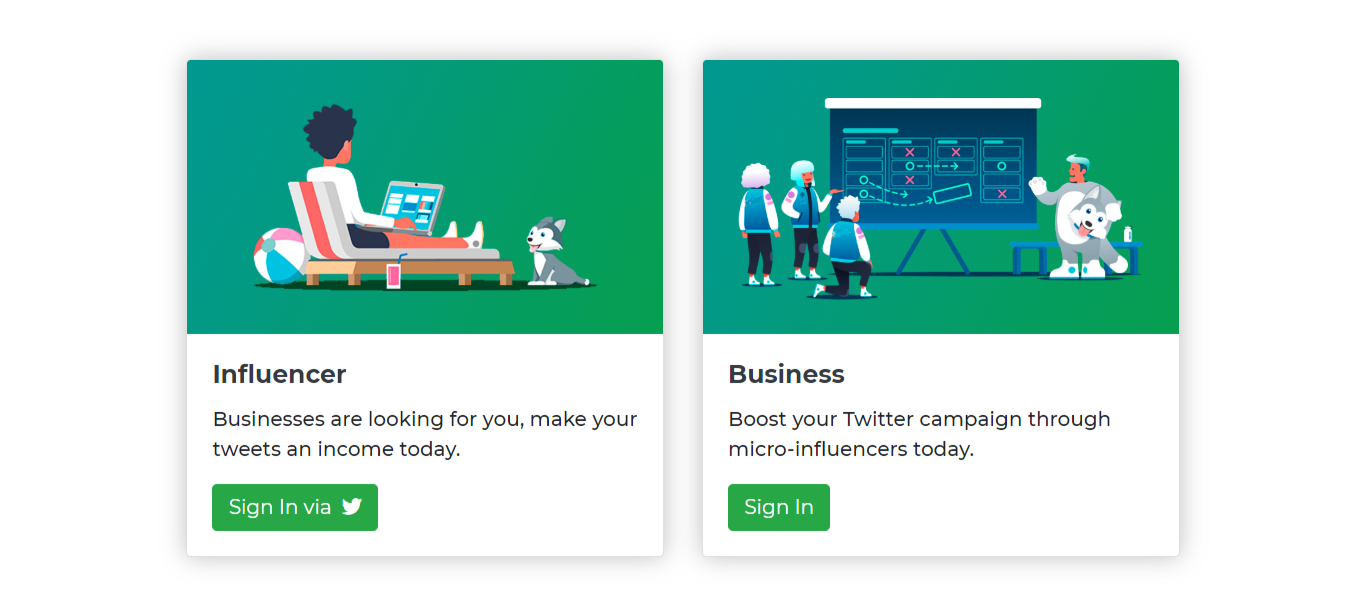 Influencer
Businesses are looking for you, make your
tweets an income today.
Sign In via
Business
Boost your Twitter campaign through
micro-influencers today.
Sign In